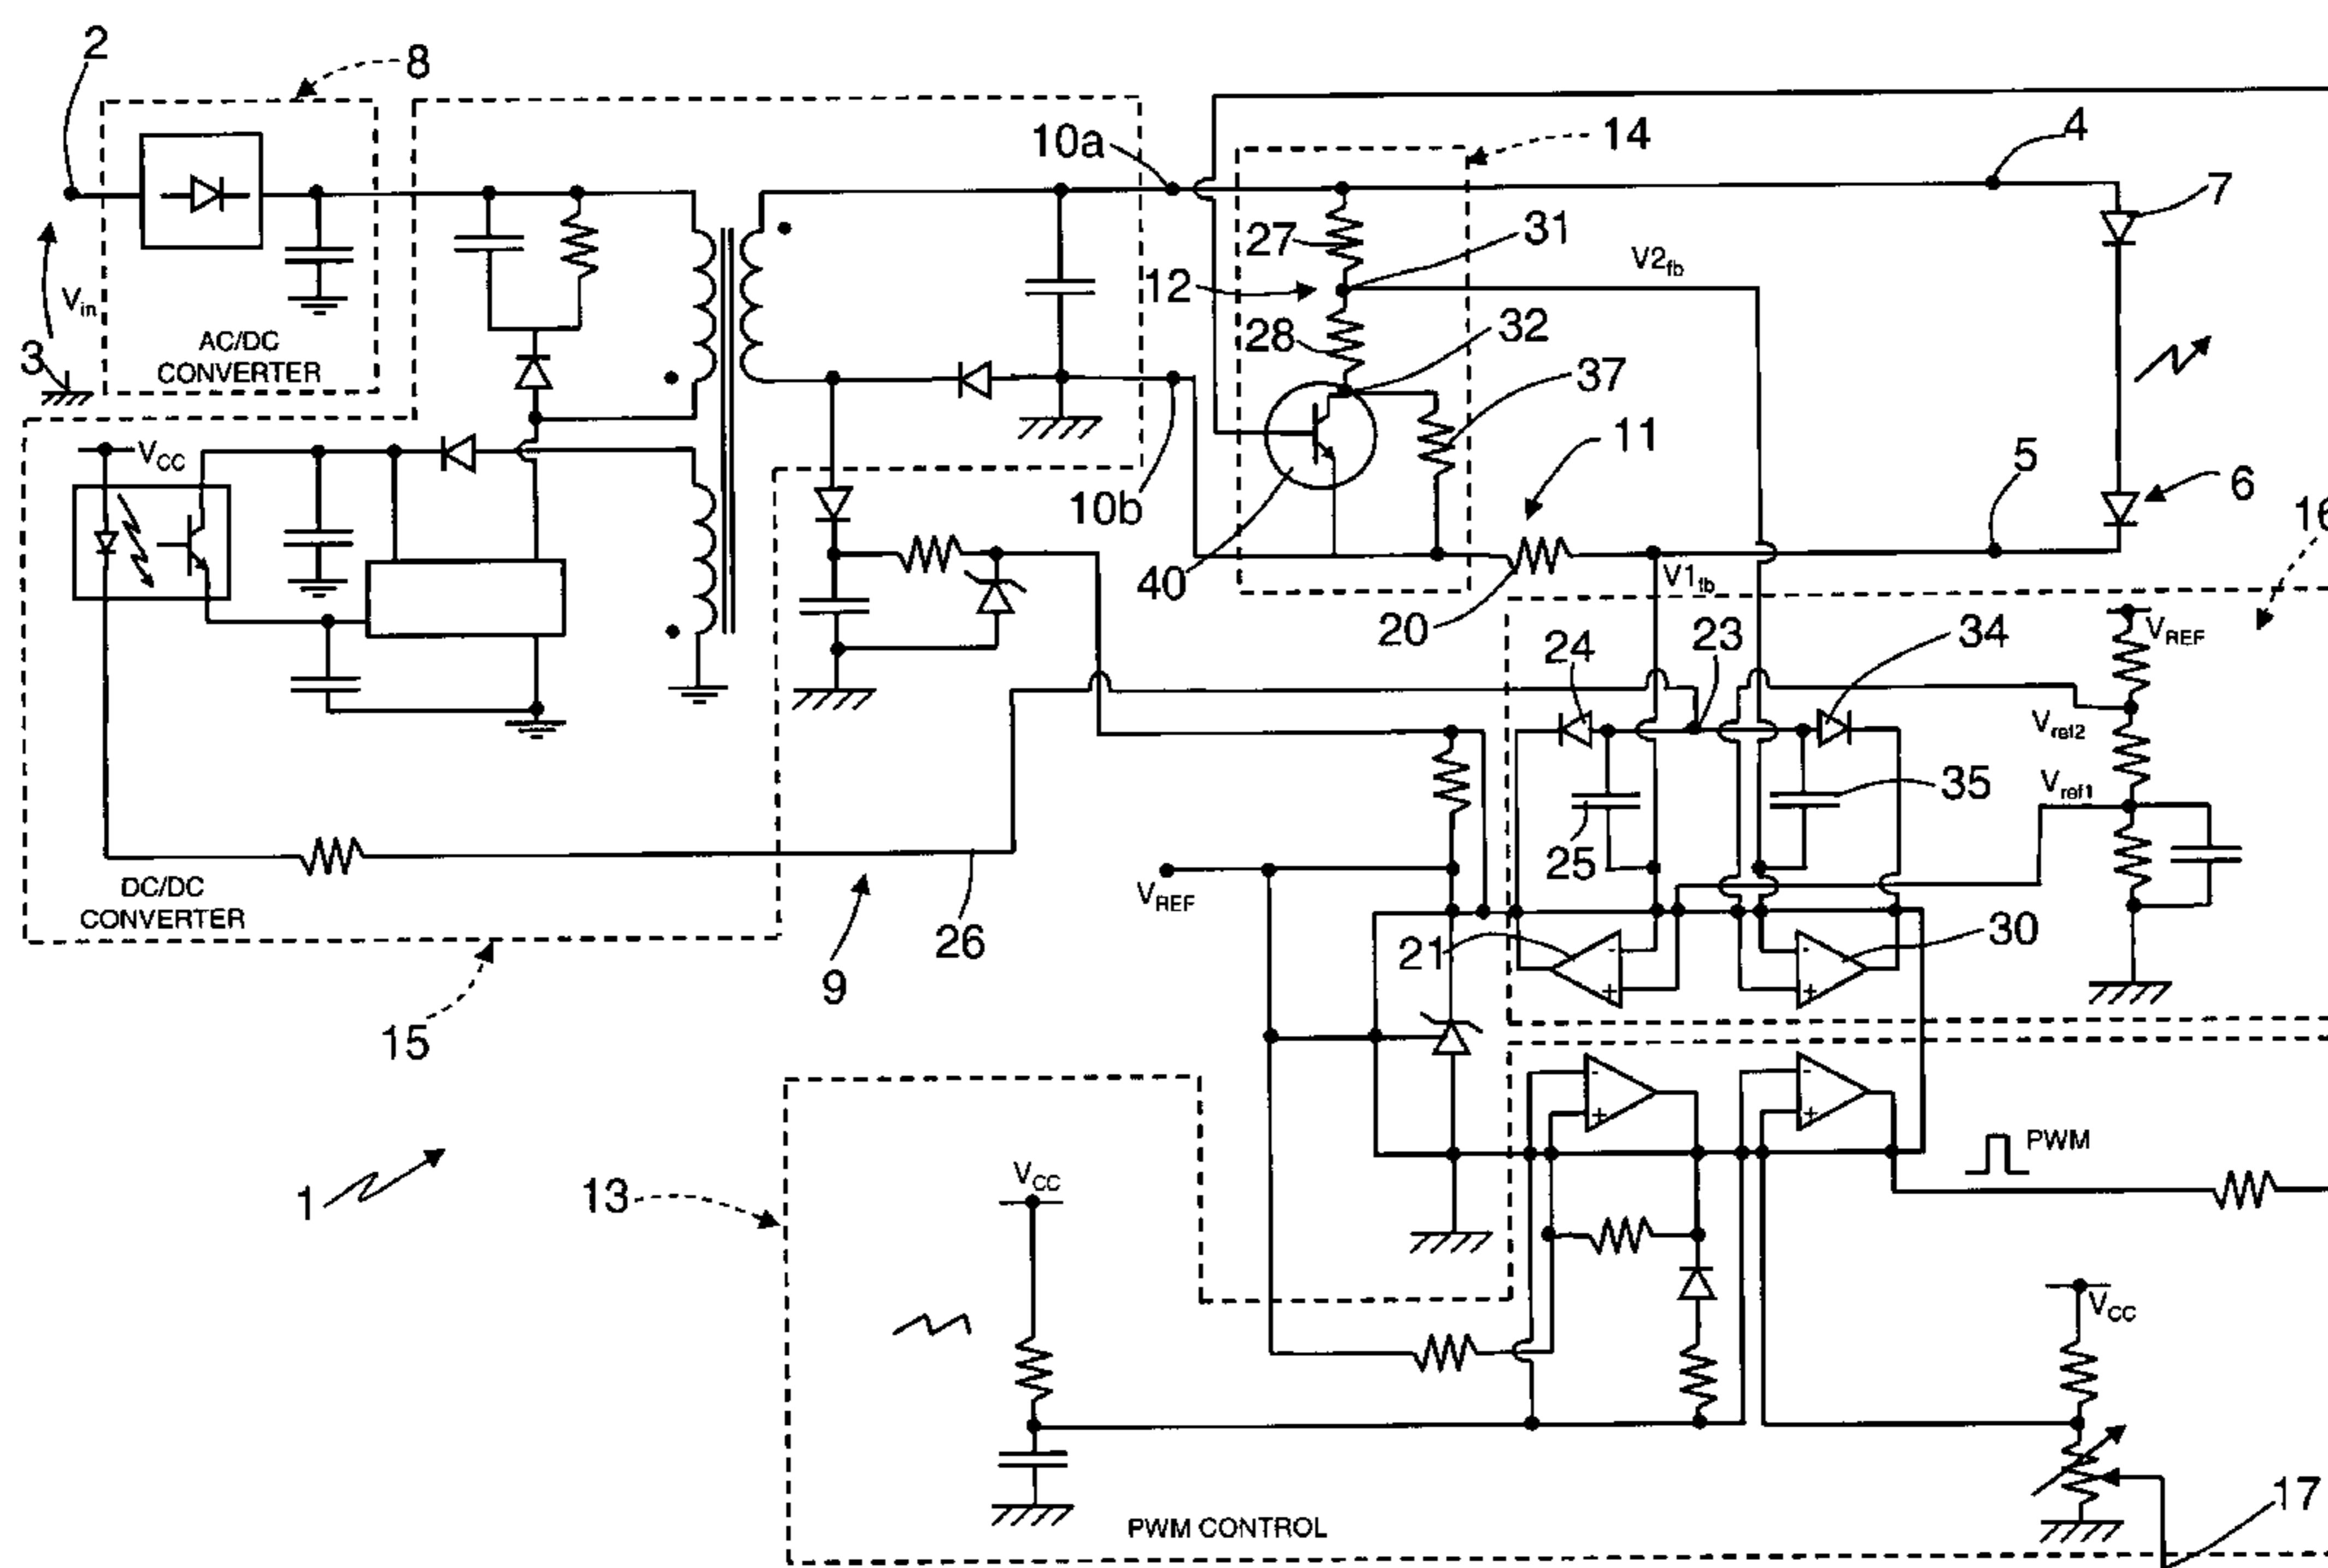 2
8
10a
14
4
7
V2fb
31
27
12
28
32
37
Vin
3
AC/DC
CONVERTER
11
5
6
16
VCC
10b
40
V1fb
20
24
23
34
VREF
Vref2
Vref1
35
25
DC/DC
CONVERTER
VREF
26
21
30
9
15
1
13
VCC
PWM
VCC
17
PWM CONTROL
- + - +
- + - +